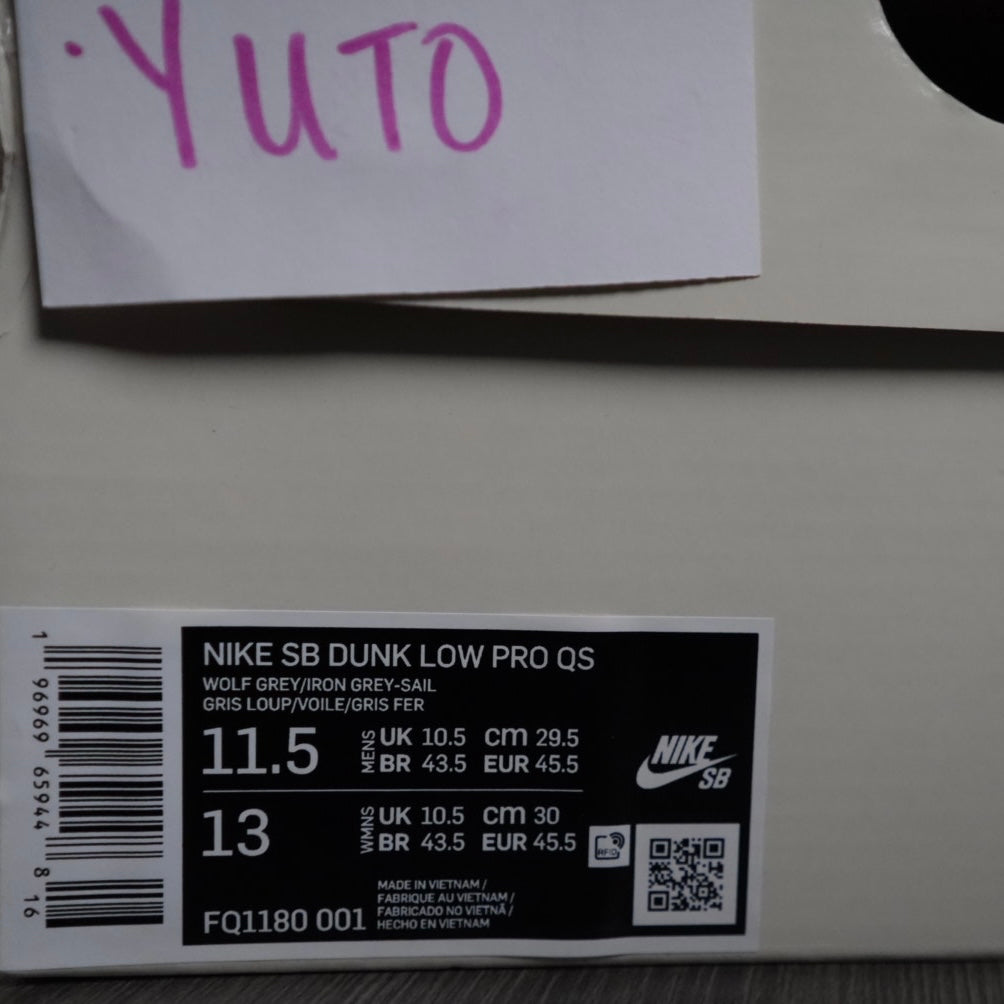 YUTO
NIKE SB DUNK LOW PRO QS
WOLF GREY/IRON GREY-SAIL
GRIS LOUP/VOILE/GRIS FER
11.5 MENS UK 10.5 cm 29.5
BR 43.5 EUR 45.5
13 WMNS UK 10.5 cm 30
BR 43.5 EUR 45.5
MADE IN VIETNAM /
FABRIQUE AU VIETNAM /
FABRICADO NO VIETNÃ /
HECHO EN VIETNAM
FQ1180 001
NIKE
SB
RFID
1 96969 65944 8 16